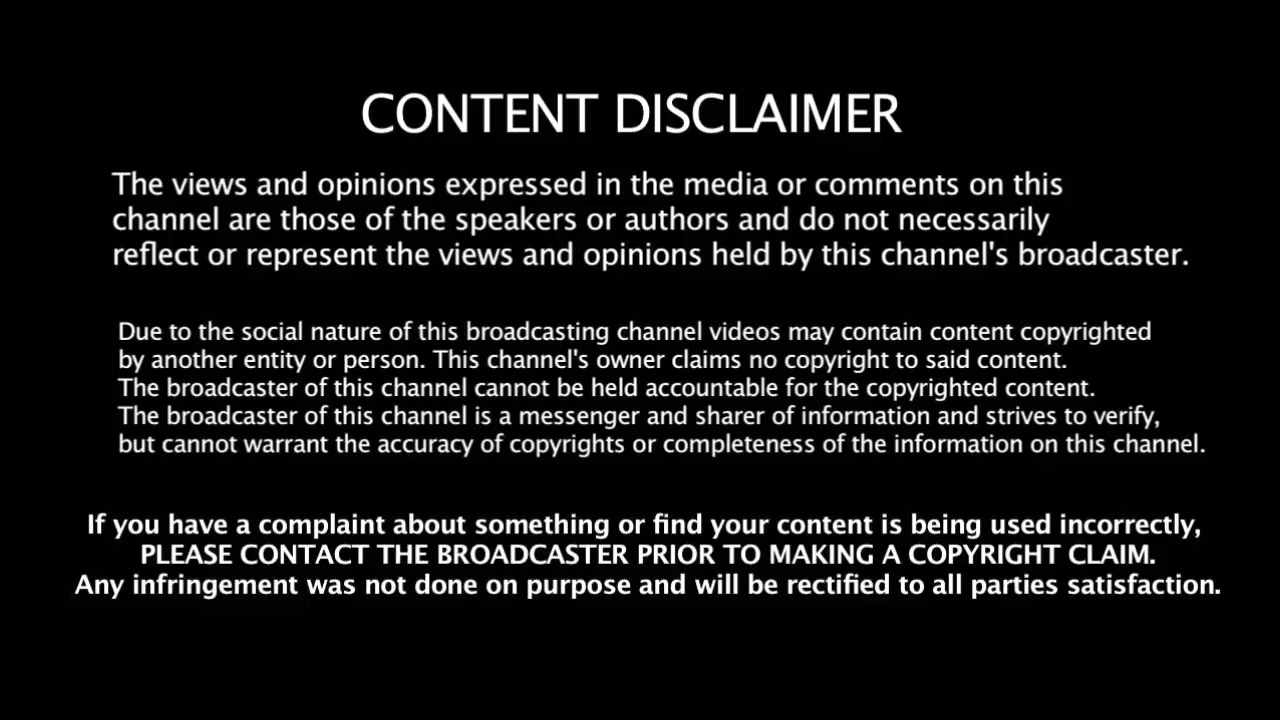 CONTENT DISCLAIMER
The views and opinions expressed in the media or comments on this
channel are those of the speakers or authors and do not necessarily
reflect or represent the views and opinions held by this channel's broadcaster.
Due to the social nature of this broadcasting channel videos may contain content copyrighted
by another entity or person. This channel's owner claims no copyright to said content.
The broadcaster of this channel cannot be held accountable for the copyrighted content.
The broadcaster of this channel is a messenger and sharer of information and strives to verify,
but cannot warrant the accuracy of copyrights or completeness of the information on this channel.
If you have a complaint about something or find your content is being used incorrectly,
PLEASE CONTACT THE BROADCASTER PRIOR TO MAKING A COPYRIGHT CLAIM.
Any infringement was not done on purpose and will be rectified to all parties satisfaction.